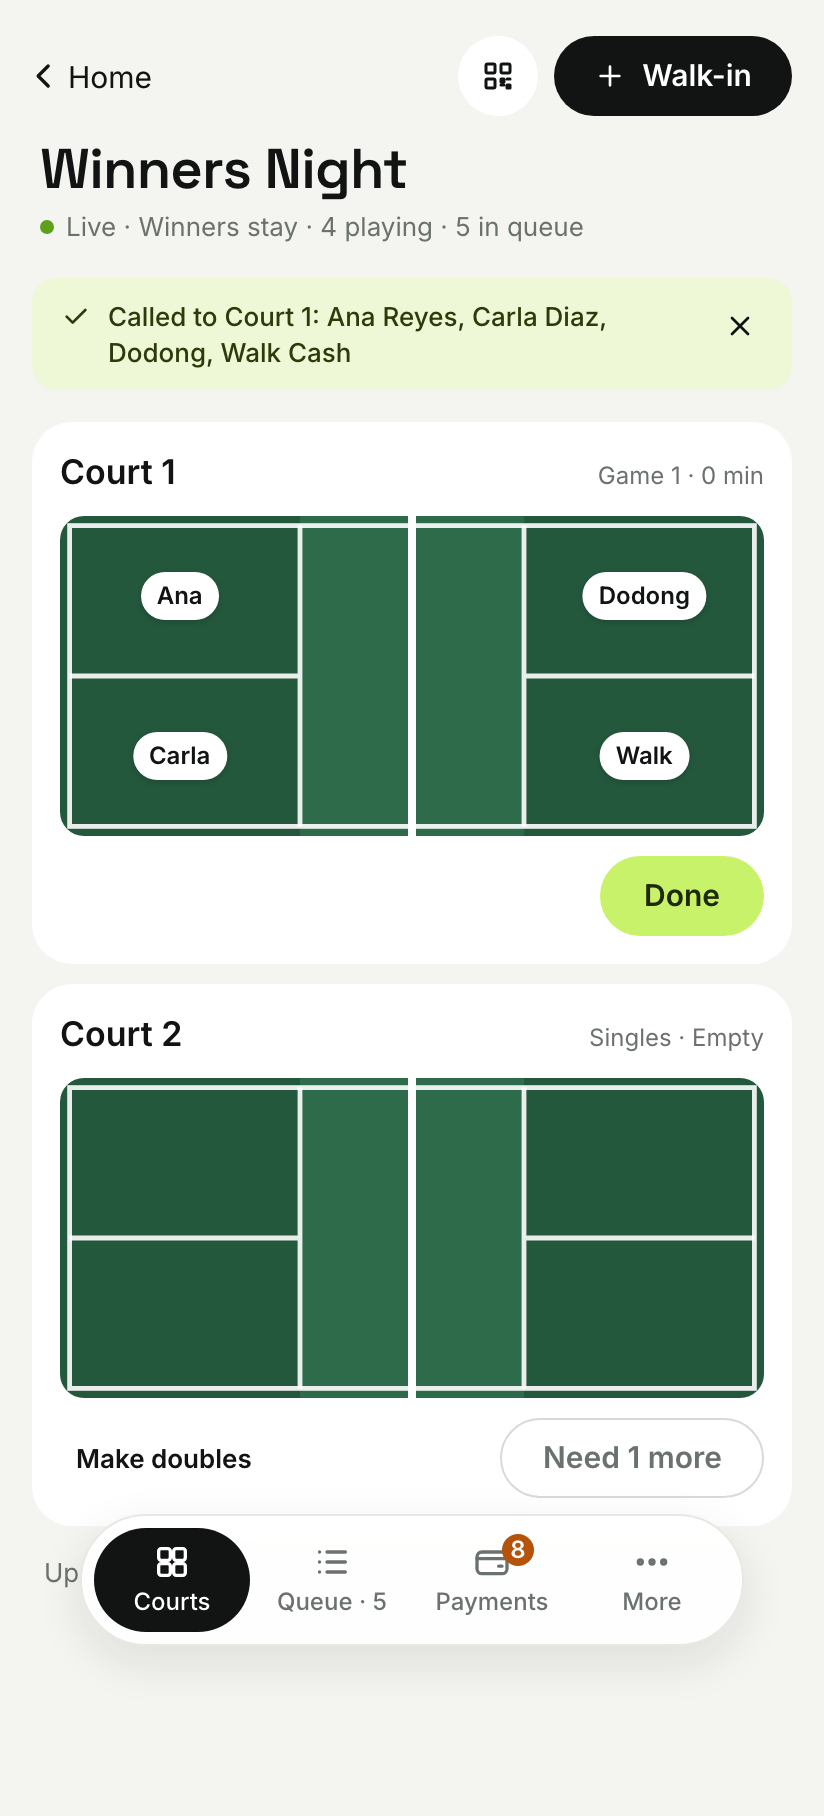 Home
Walk-in
Winners Night
Live · Winners stay · 4 playing · 5 in queue
Called to Court 1: Ana Reyes, Carla Diaz,
Dodong, Walk Cash
Court 1
Game 1 · 0 min
Ana
Dodong
Carla
Walk
Done
Court 2
Singles · Empty
Make doubles
Need 1 more
Up
8
Courts
Queue · 5
Payments
More